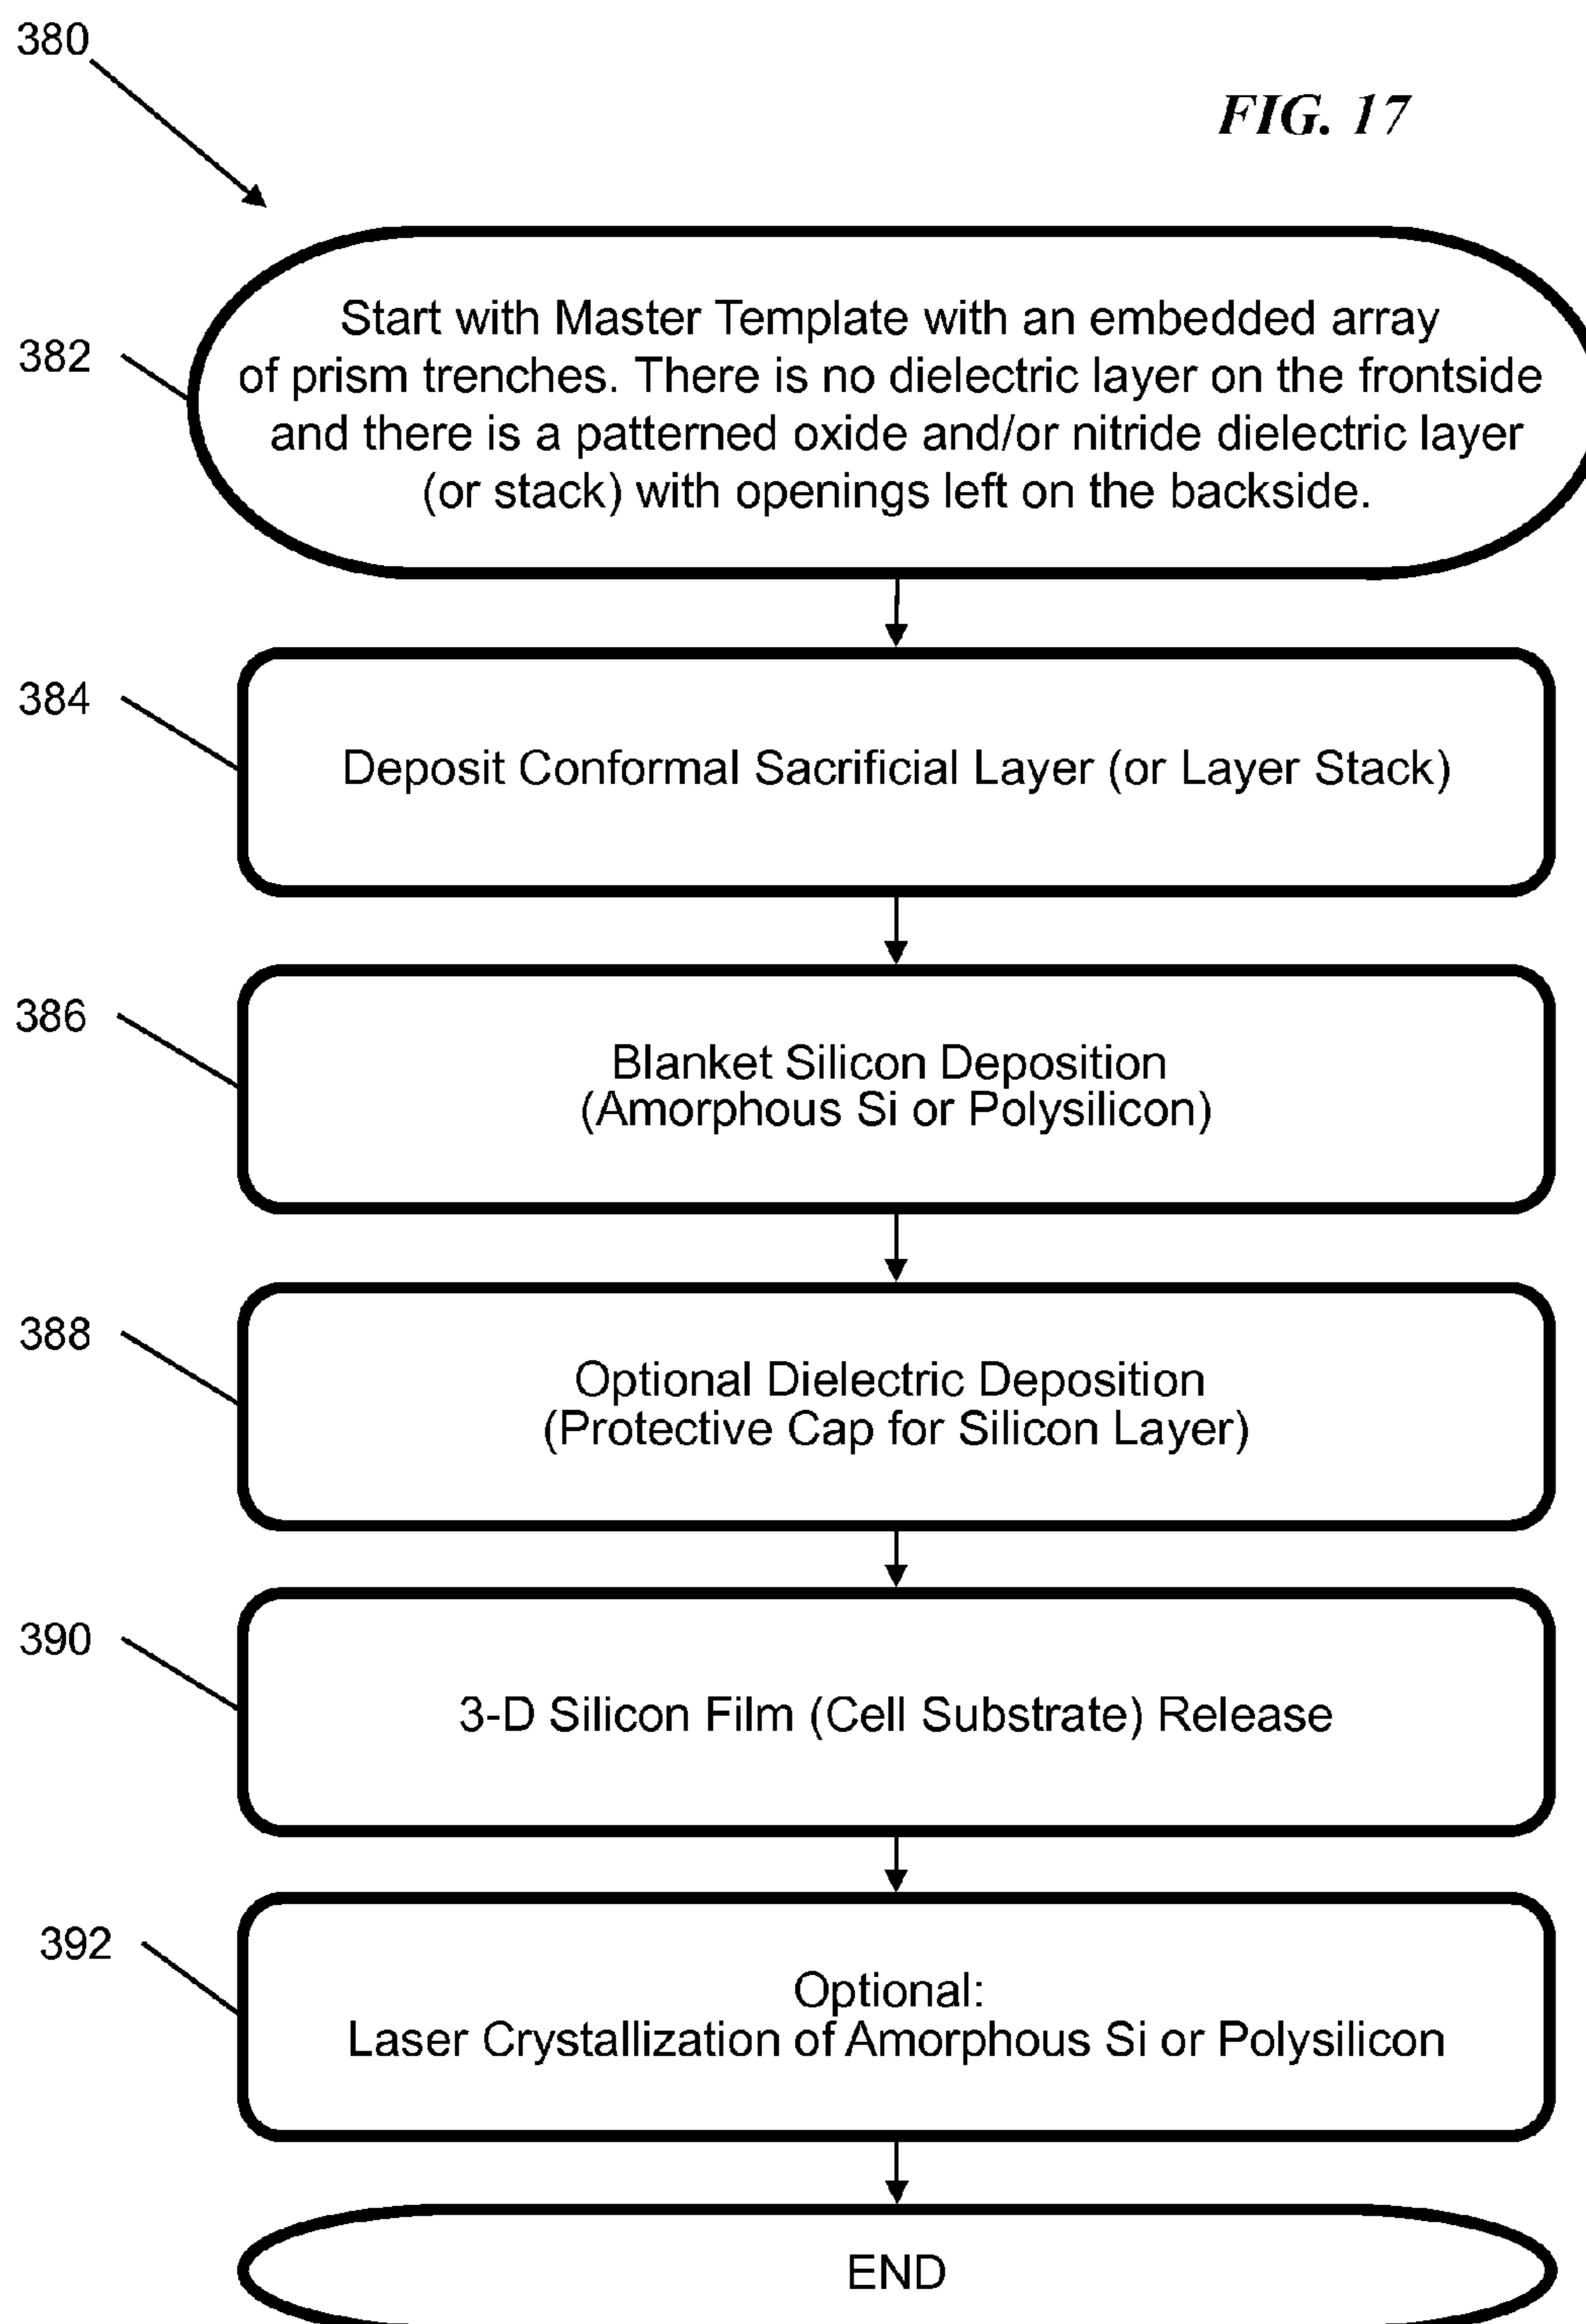 380
FIG. 17
382
Start with Master Template with an embedded array
of prism trenches. There is no dielectric layer on the frontside
and there is a patterned oxide and/or nitride dielectric layer
(or stack) with openings left on the backside.
384
Deposit Conformal Sacrificial Layer (or Layer Stack)
386
Blanket Silicon Deposition
(Amorphous Si or Polysilicon)
388
Optional Dielectric Deposition
(Protective Cap for Silicon Layer)
390
3-D Silicon Film (Cell Substrate) Release
392
Optional:
Laser Crystallization of Amorphous Si or Polysilicon
END